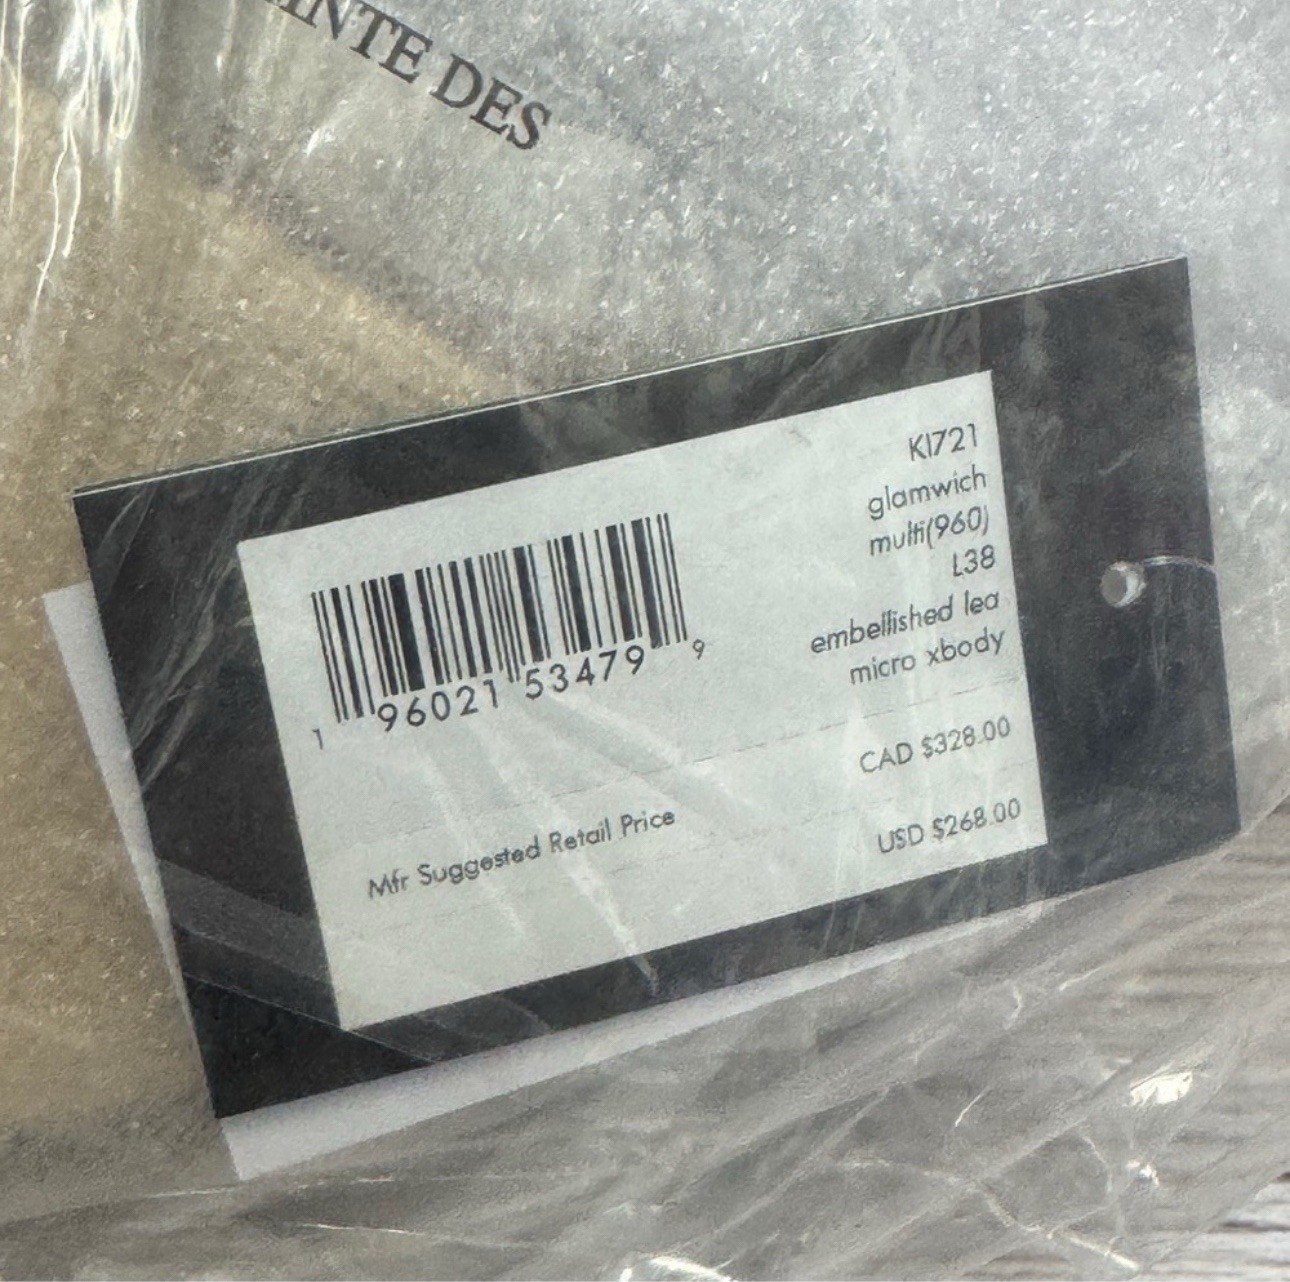 INTE DES
KI721
glamwich
multi(960)
L38
embellished lea
micro xbody
1 96021 53479 9
CAD $328.00
Mfr Suggested Retail Price
USD $268.00